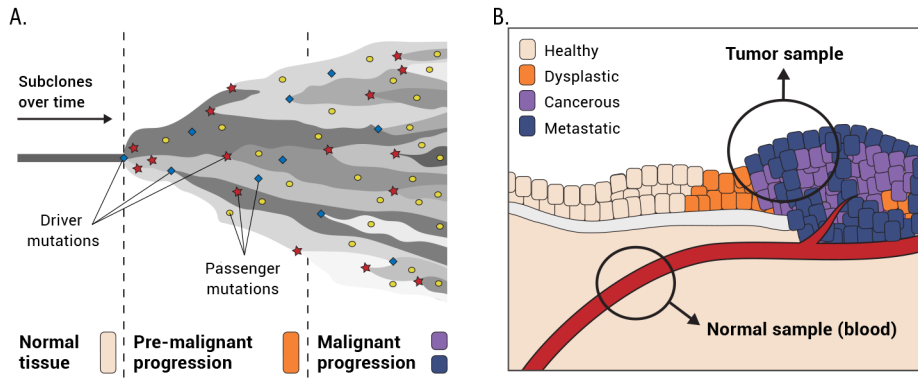 A.
Subclones
over time
Driver
mutations
Passenger
mutations
Normal
tissue
Pre-malignant
progression
Malignant
progression
B.
Healthy
Dysplastic
Cancerous
Metastatic
Tumor sample
Normal sample (blood)